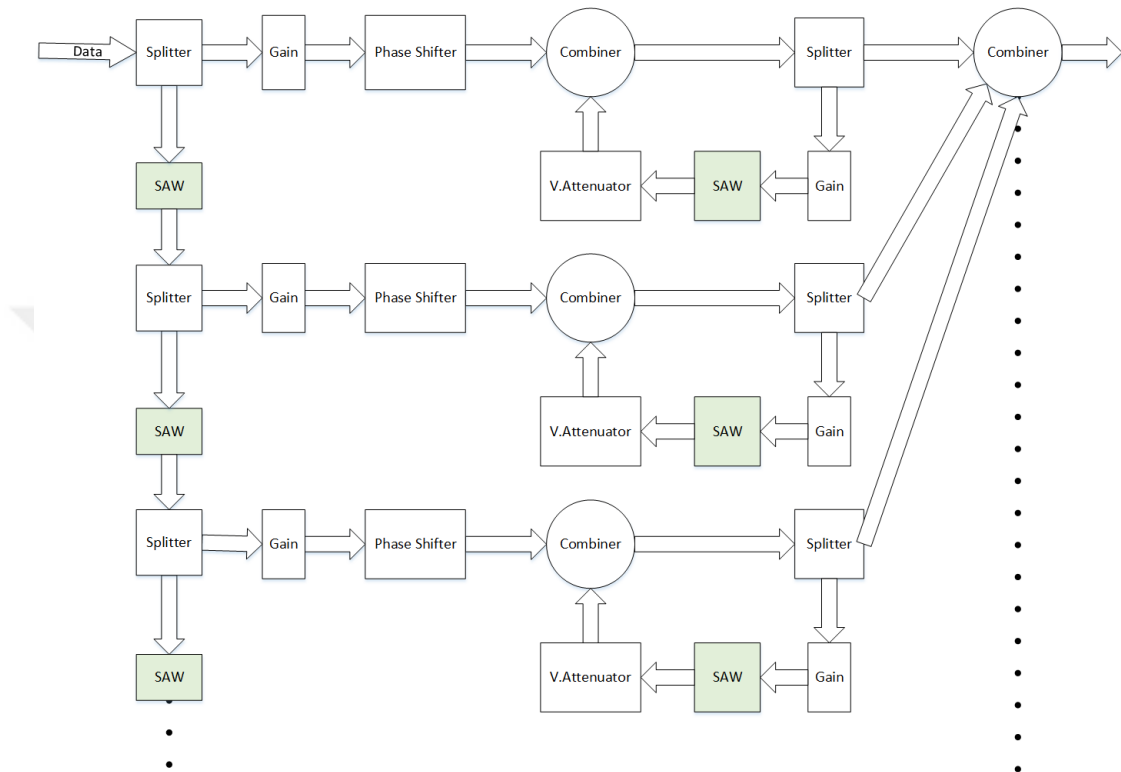 Data
Splitter
Gain
Phase Shifter
Combiner
Splitter
Combiner
SAW
V.Attenuator
SAW
Gain
Splitter
Gain
Phase Shifter
Combiner
Splitter
SAW
V.Attenuator
SAW
Gain
Splitter
Gain
Phase Shifter
Combiner
Splitter
SAW
V.Attenuator
SAW
Gain